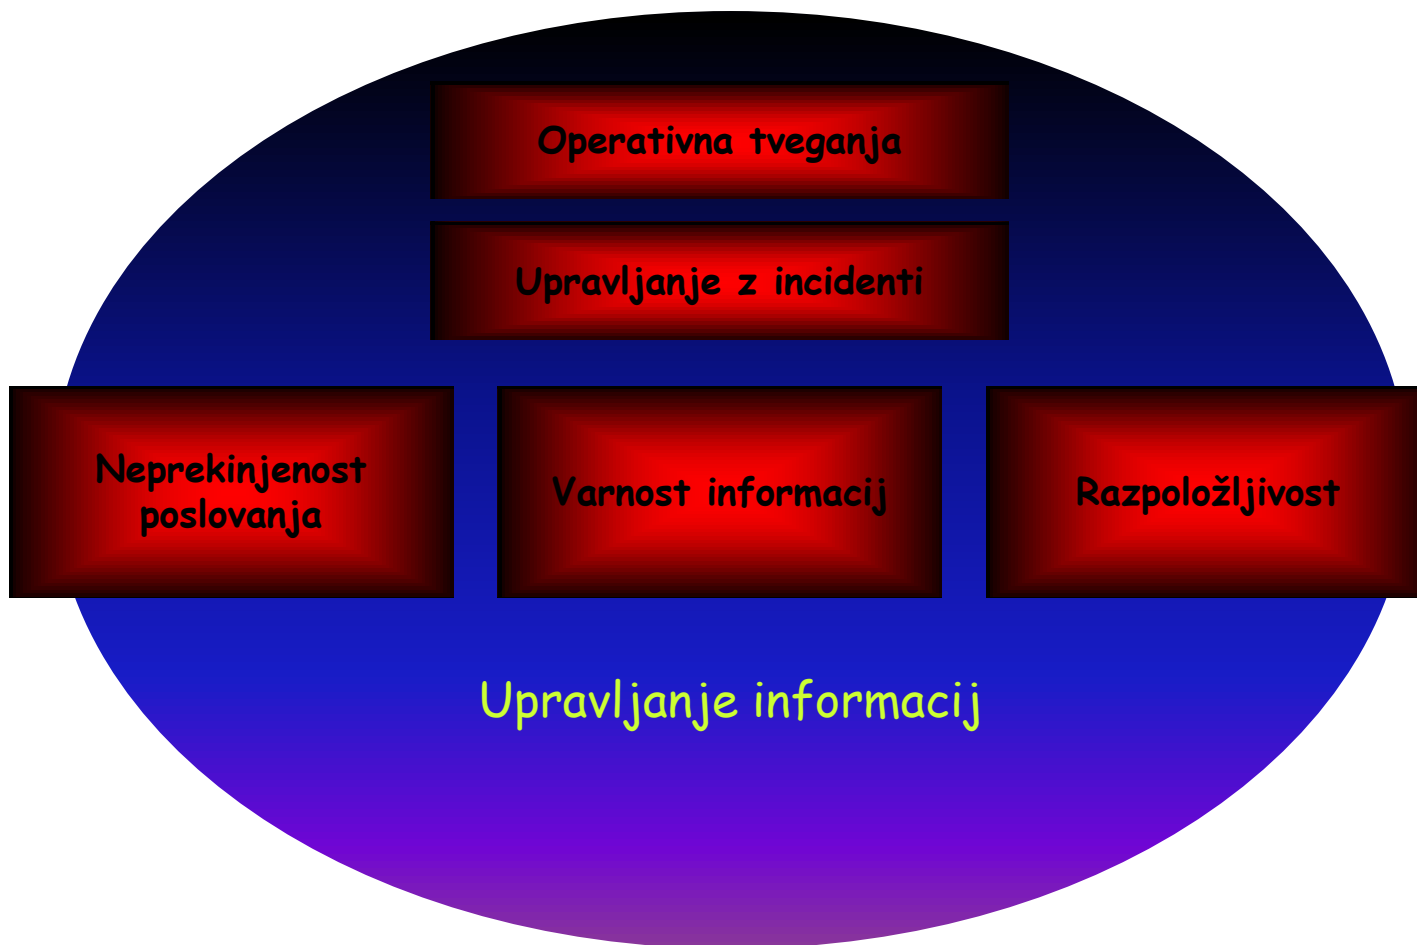 Operativna tveganja
Upravljanje z incidenti
Neprekinjenost
poslovanja
Varnost informacij
Razpoložljivost
Upravljanje informacij